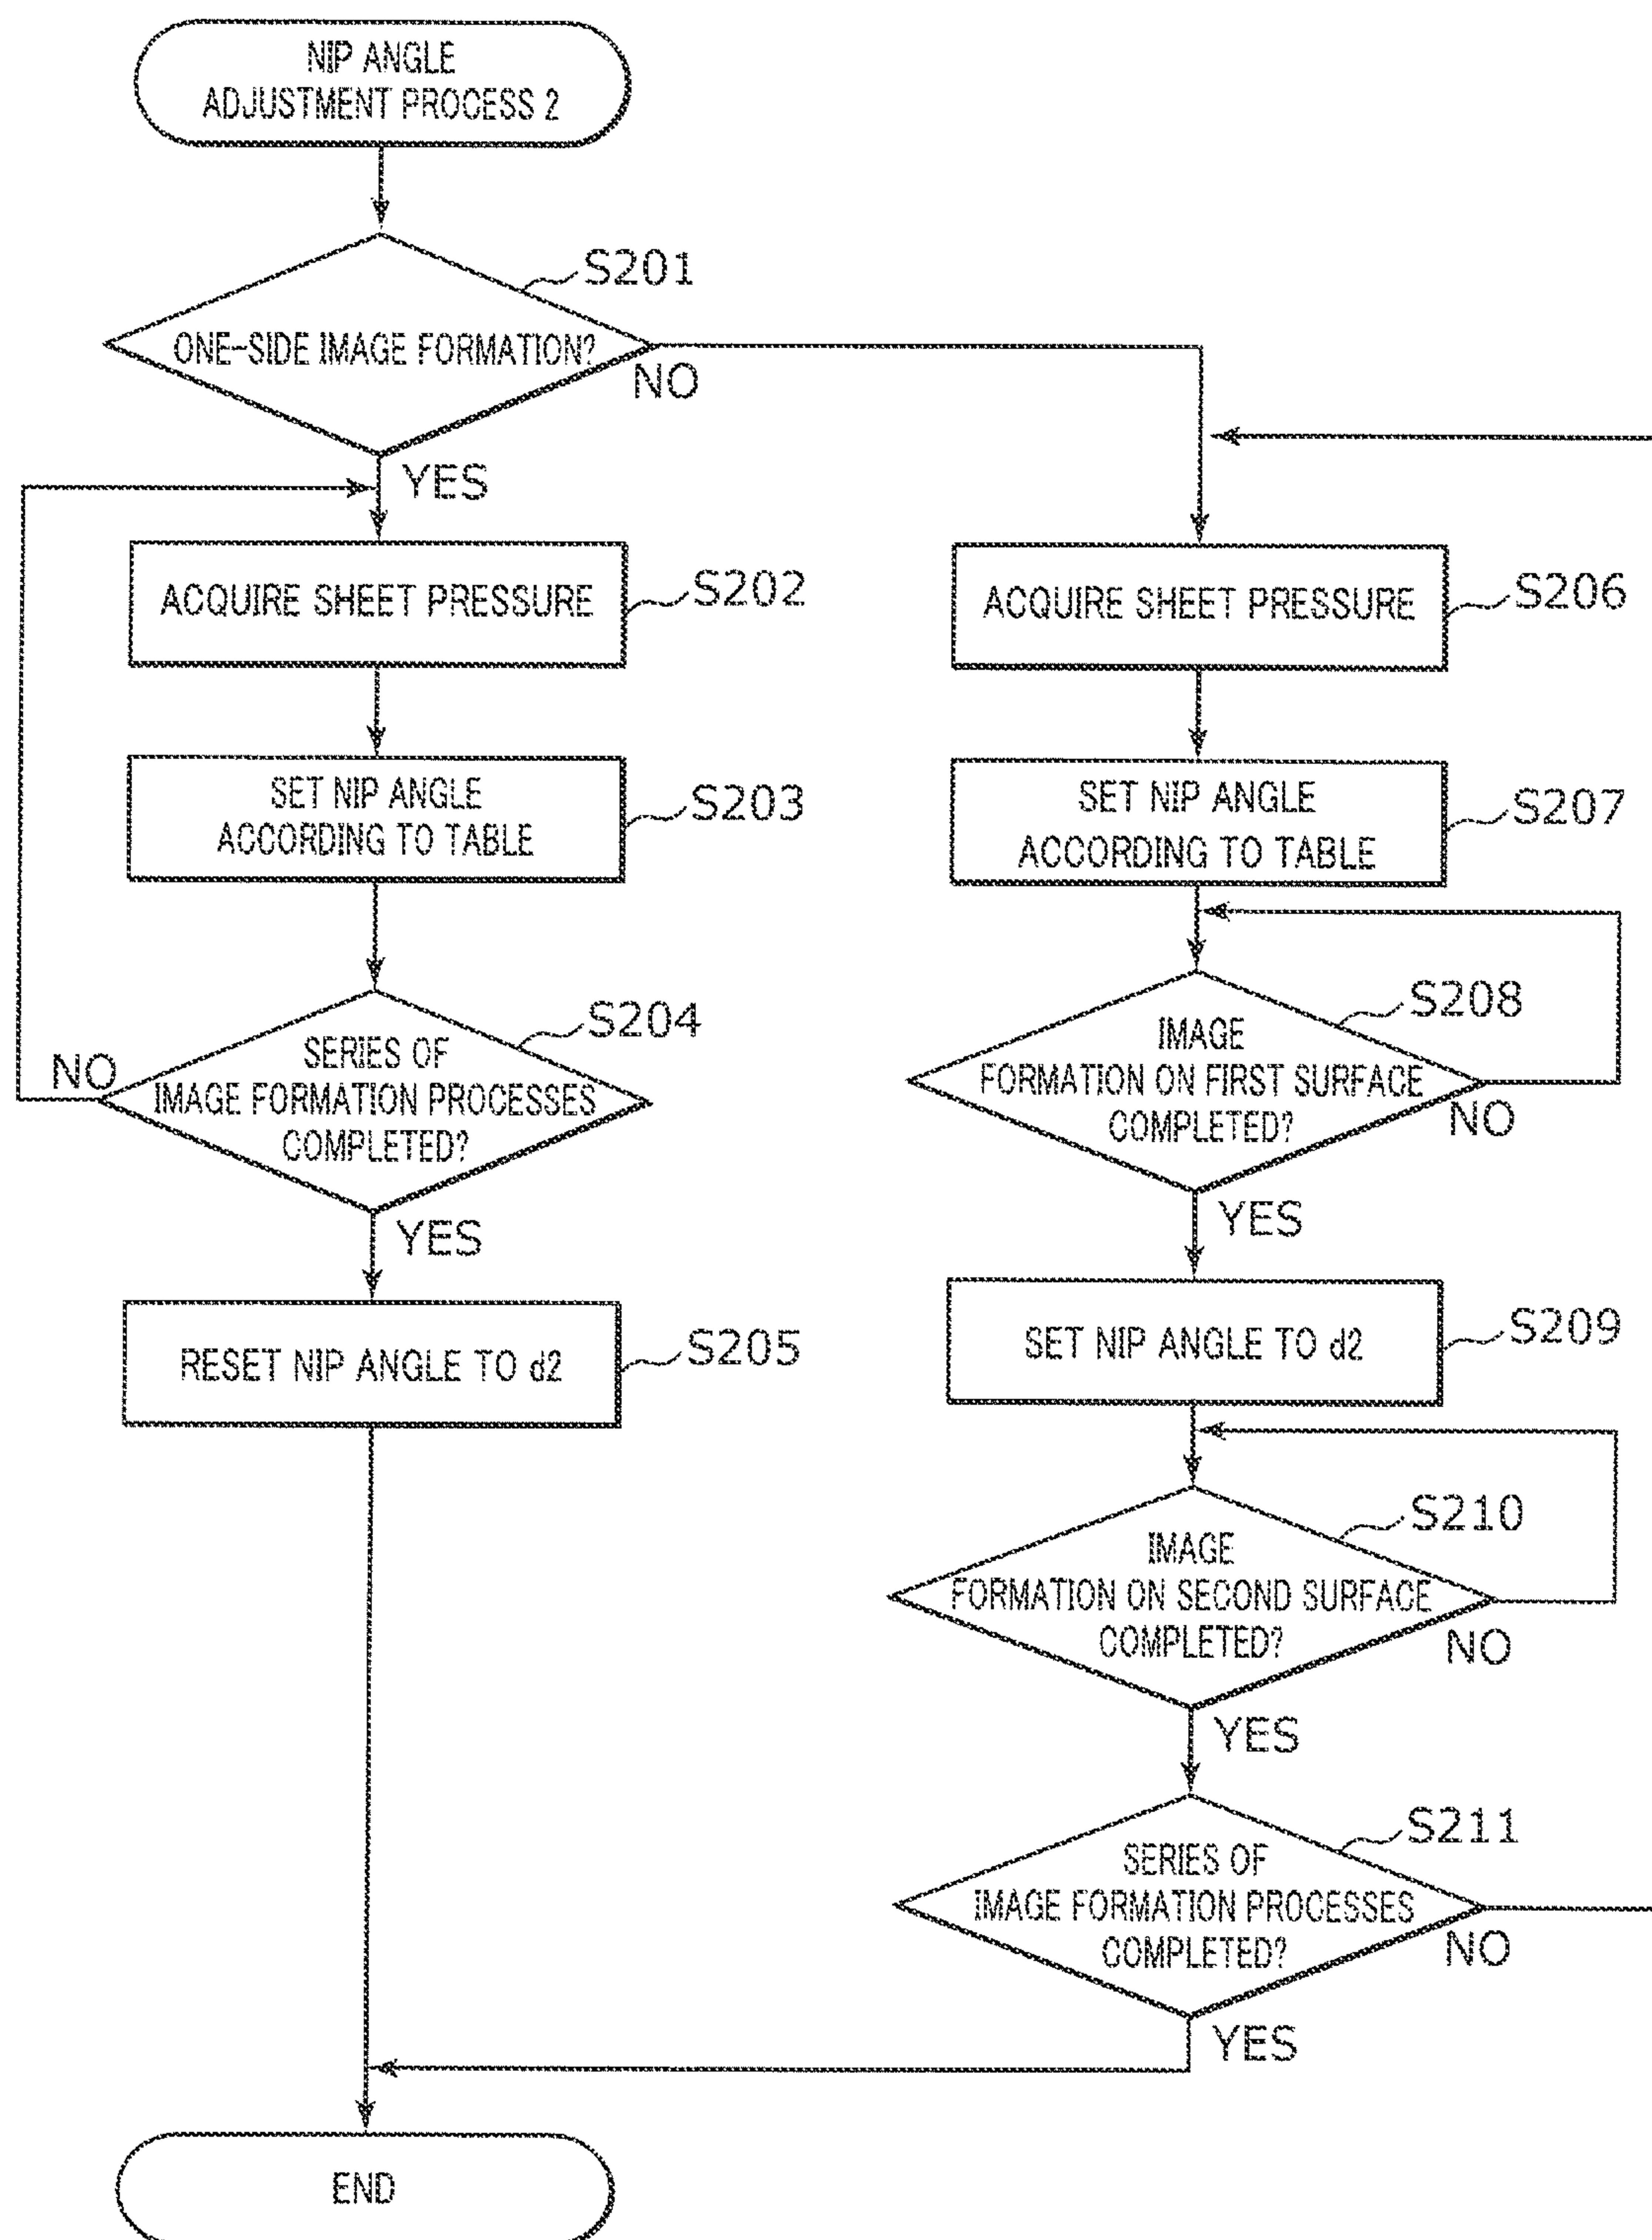 NIP ANGLE
ADJUSTMENT PROCESS 2
S201
ONE-SIDE IMAGE FORMATION?
NO
YES
ACQUIRE SHEET PRESSURE
S202
SET NIP ANGLE
ACCORDING TO TABLE
S203
S204
SERIES OF
IMAGE FORMATION PROCESSES
COMPLETED?
NO
YES
RESET NIP ANGLE TO d2
S205
ACQUIRE SHEET PRESSURE
S206
SET NIP ANGLE
ACCORDING TO TABLE
S207
S208
IMAGE
FORMATION ON FIRST SURFACE
COMPLETED?
NO
YES
SET NIP ANGLE TO d2
S209
S210
IMAGE
FORMATION ON SECOND SURFACE
COMPLETED?
NO
YES
S211
SERIES OF
IMAGE FORMATION PROCESSES
COMPLETED?
NO
YES
END